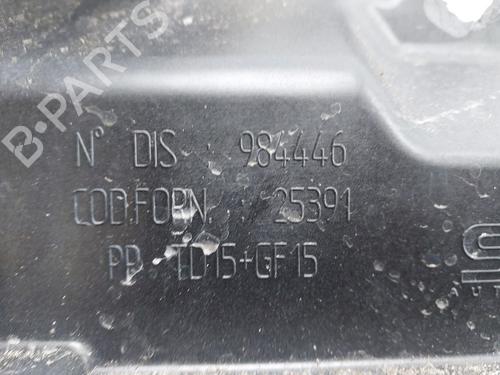 B-PARTS
N° DIS 984446
COD.FORN. 25391
PP TD15+GF15